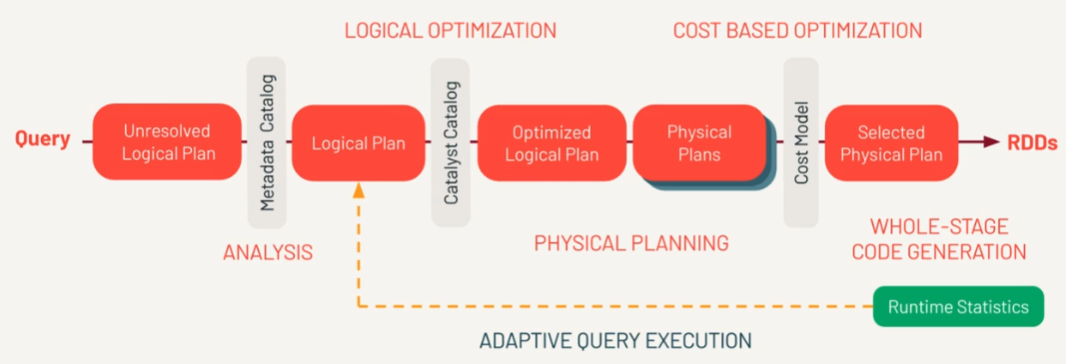 LOGICAL OPTIMIZATION
COST BASED OPTIMIZATION
Query
Unresolved
Logical Plan
Metadata Catalog
Logical Plan
Catalyst Catalog
Optimized
Logical Plan
Physical
Plans
Cost Model
Selected
Physical Plan
RDDs
ANALYSIS
PHYSICAL PLANNING
WHOLE-STAGE
CODE GENERATION
Runtime Statistics
ADAPTIVE QUERY EXECUTION